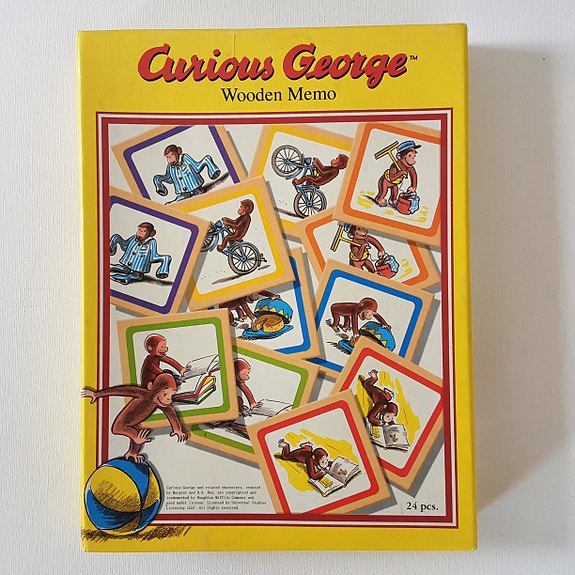 Curious George™
Wooden Memo
Curious George and related characters, created
by Margret and H.A. Rey, are copyrighted and
trademarked by Houghton Mifflin Company and
used under license. Licensed by Universal Studios
Licensing LLLP. All rights reserved.
24 pcs.